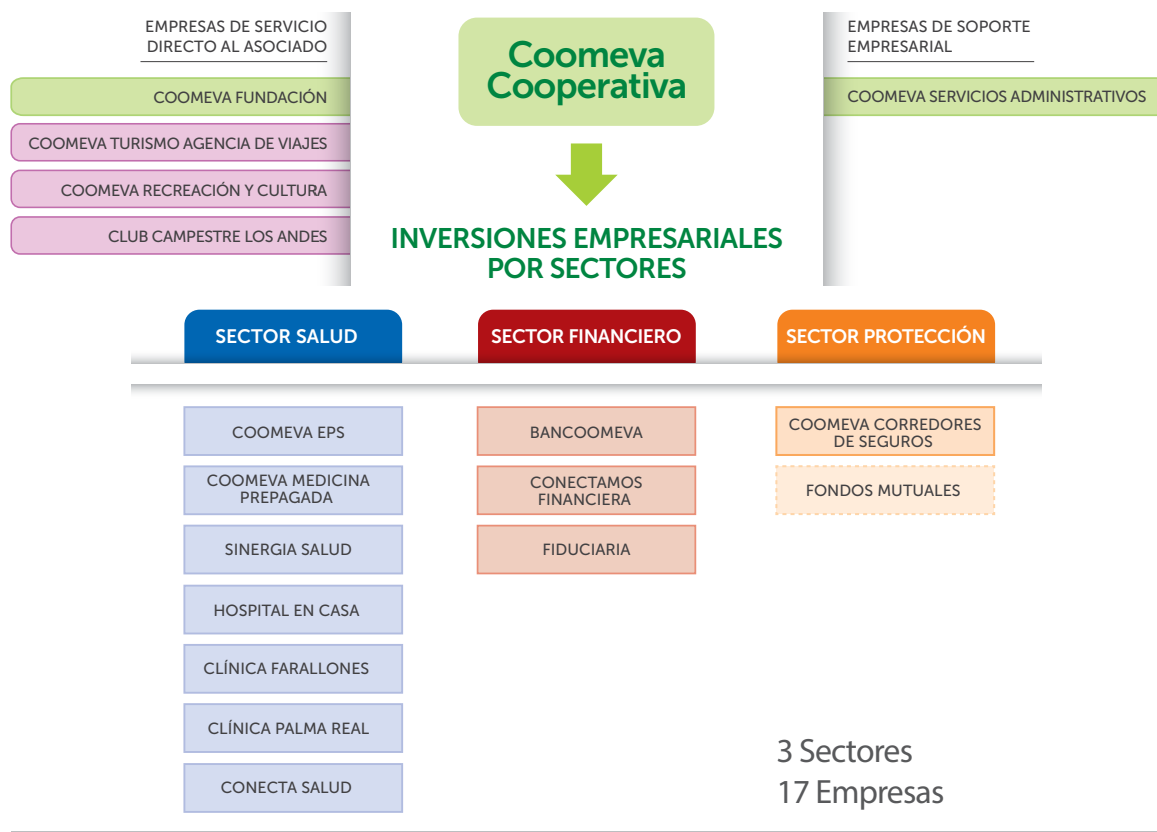 EMPRESAS DE SERVICIO
DIRECTO AL ASOCIADO
COOMEVA FUNDACIÓN
COOMEVA TURISMO AGENCIA DE VIAJES
COOMEVA RECREACIÓN Y CULTURA
CLUB CAMPESTRE LOS ANDES
Coomeva
Cooperativa
EMPRESAS DE SOPORTE
EMPRESARIAL
COOMEVA SERVICIOS ADMINISTRATIVOS
INVERSIONES EMPRESARIALES
POR SECTORES
SECTOR SALUD
COOMEVA EPS
COOMEVA MEDICINA
PREPAGADA
SINERGIA SALUD
HOSPITAL EN CASA
CLÍNICA FARALLONES
CLÍNICA PALMA REAL
CONECTA SALUD
SECTOR FINANCIERO
BANCOOMEVA
CONECTAMOS
FINANCIERA
FIDUCIARIA
SECTOR PROTECCIÓN
COOMEVA CORREDORES
DE SEGUROS
FONDOS MUTUALES
3 Sectores
17 Empresas